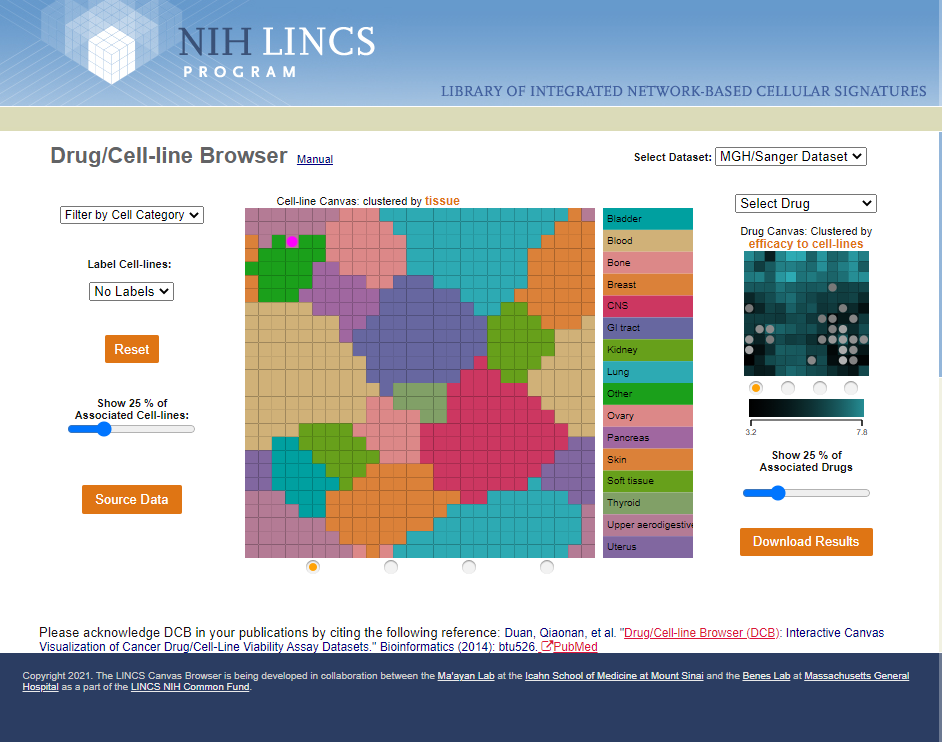 NIH LINCS
PROGRAM
LIBRARY OF INTEGRATED NETWORK-BASED CELLULAR SIGNATURES
Drug/Cell-line Browser Manual
Select Dataset: MGH/Sanger Dataset
Filter by Cell Category
Label Cell-lines:
No Labels
Reset
Show 25 % of
Associated Cell-lines:
Source Data
Cell-line Canvas: clustered by tissue
Bladder
Blood
Bone
Breast
CNS
GI tract
Kidney
Lung
Other
Ovary
Pancreas
Skin
Soft tissue
Thyroid
Upper aerodigestive
Uterus
Select Drug
Drug Canvas: Clustered by
efficacy to cell-lines
3.2 7.8
Show 25 % of
Associated Drugs
Download Results
Please acknowledge DCB in your publications by citing the following reference: Duan, Qiaonan, et al. "Drug/Cell-line Browser (DCB): Interactive Canvas
Visualization of Cancer Drug/Cell-Line Viability Assay Datasets." Bioinformatics (2014): btu526. PubMed
Copyright 2021. The LINCS Canvas Browser is being developed in collaboration between the Ma'ayan Lab at the Icahn School of Medicine at Mount Sinai and the Benes Lab at Massachusetts General
Hospital as a part of the LINCS NIH Common Fund.